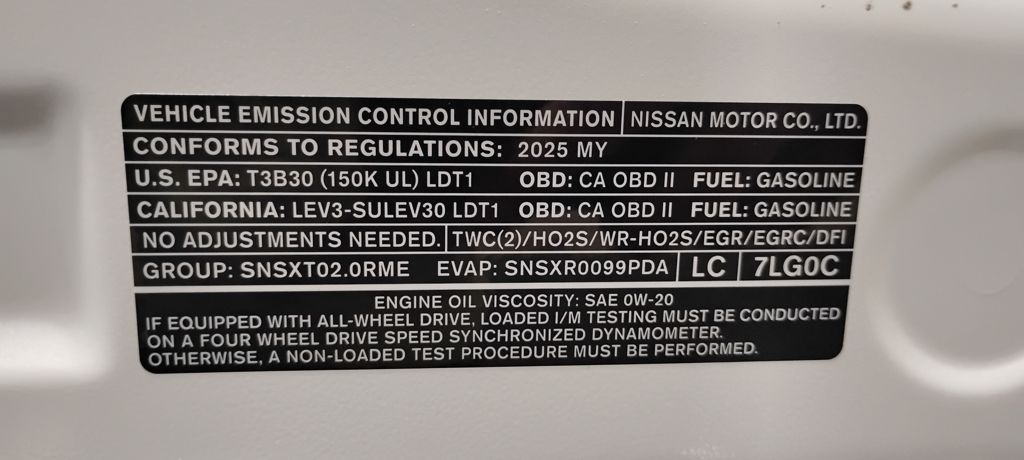 VEHICLE EMISSION CONTROL INFORMATION NISSAN MOTOR CO., LTD.
CONFORMS TO REGULATIONS: 2025 MY
U.S. EPA: T3B30 (150K UL) LDT1 OBD: CA OBD II FUEL: GASOLINE
CALIFORNIA: LEV3-SULEV30 LDT1 OBD: CA OBD II FUEL: GASOLINE
NO ADJUSTMENTS NEEDED. TWC(2)/HO2S/WR-HO2S/EGR/EGRC/DFI
GROUP: SNSXT02.0RME EVAP: SNSXR0099PDA LC 7LG0C
ENGINE OIL VISCOSITY: SAE 0W-20
IF EQUIPPED WITH ALL-WHEEL DRIVE, LOADED I/M TESTING MUST BE CONDUCTED
ON A FOUR WHEEL DRIVE SPEED SYNCHRONIZED DYNAMOMETER.
OTHERWISE, A NON-LOADED TEST PROCEDURE MUST BE PERFORMED.